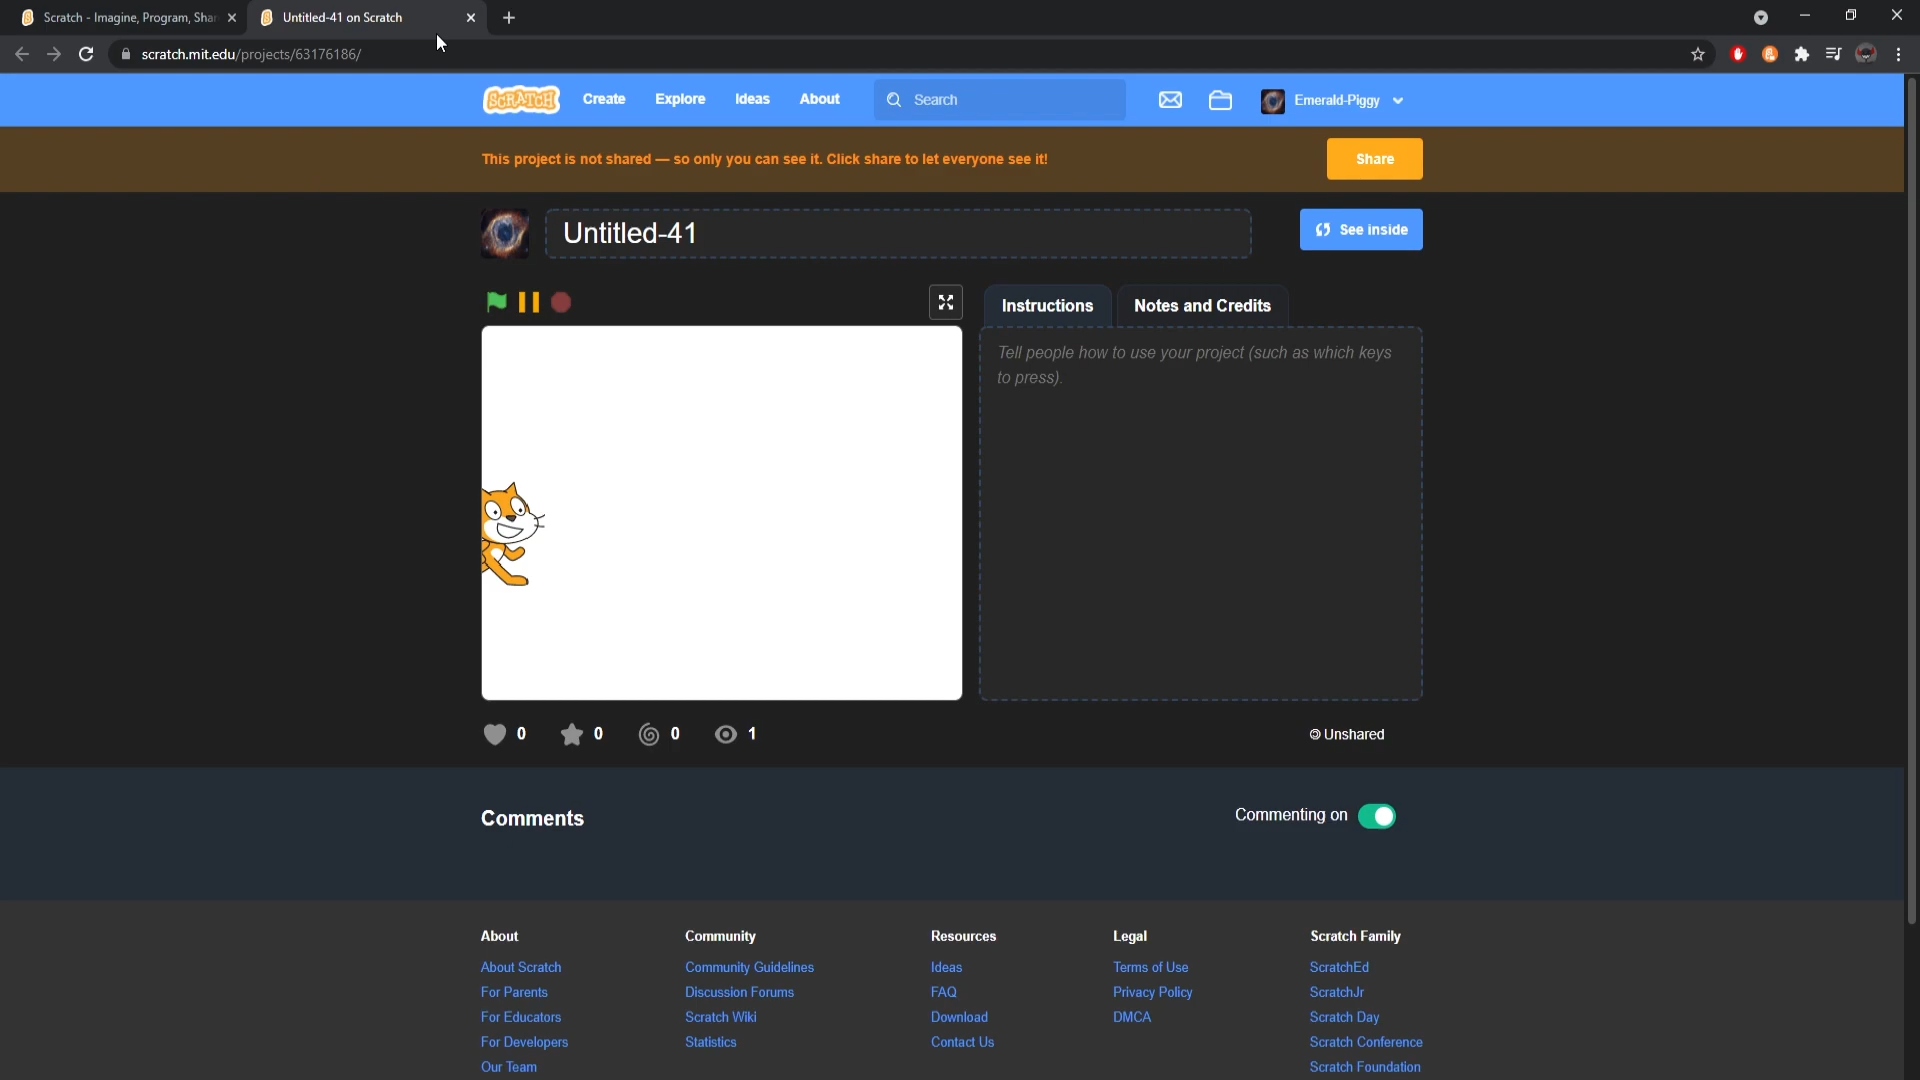 Scratch - Imagine, Program, Shar
Untitled-41 on Scratch
scratch.mit.edu/projects/63176186/
SCRATCH
Create
Explore
Ideas
About
Search
Emerald-Piggy
This project is not shared — so only you can see it. Click share to let everyone see it!
Share
Untitled-41
See inside
Instructions
Notes and Credits
Tell people how to use your project (such as which keys
to press).
0
0
0
1
Unshared
Comments
Commenting on
About
About Scratch
For Parents
For Educators
For Developers
Our Team
Community
Community Guidelines
Discussion Forums
Scratch Wiki
Statistics
Resources
Ideas
FAQ
Download
Contact Us
Legal
Terms of Use
Privacy Policy
DMCA
Scratch Family
ScratchEd
ScratchJr
Scratch Day
Scratch Conference
Scratch Foundation